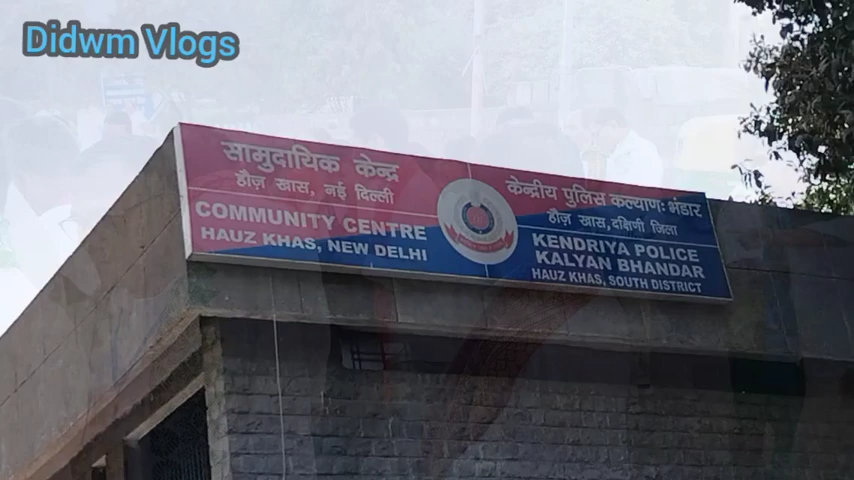 Didwm Vlogs
सामुदायिक केन्द्र
हौज़ खास, नई दिल्ली
COMMUNITY CENTRE
HAUZ KHAS, NEW DELHI
केन्द्रीय पुलिस कल्याणः भंडार
हौज़ खास, दक्षिणी जिला
KENDRIYA POLICE
KALYAN BHANDAR
HAUZ KHAS, SOUTH DISTRICT